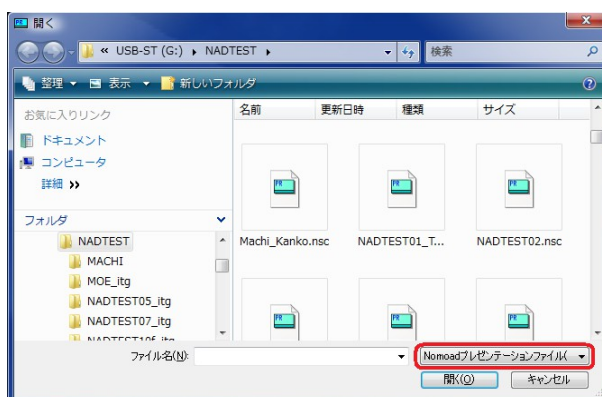 開く
« USB-ST (G:) ▸ NADTEST ▸
検索
整理 表示 新しいフォルダ
お気に入りリンク
ドキュメント
コンピュータ
詳細 »
フォルダ
NADTEST
MACHI
MOE_itg
NADTEST05_itg
NADTEST07_itg
名前 更新日時 種類 サイズ
Machi_Kanko.nsc NADTEST01_T... NADTEST02.nsc
ファイル名(N):
Nomoadプレゼンテーションファイル(
開く(O) キャンセル